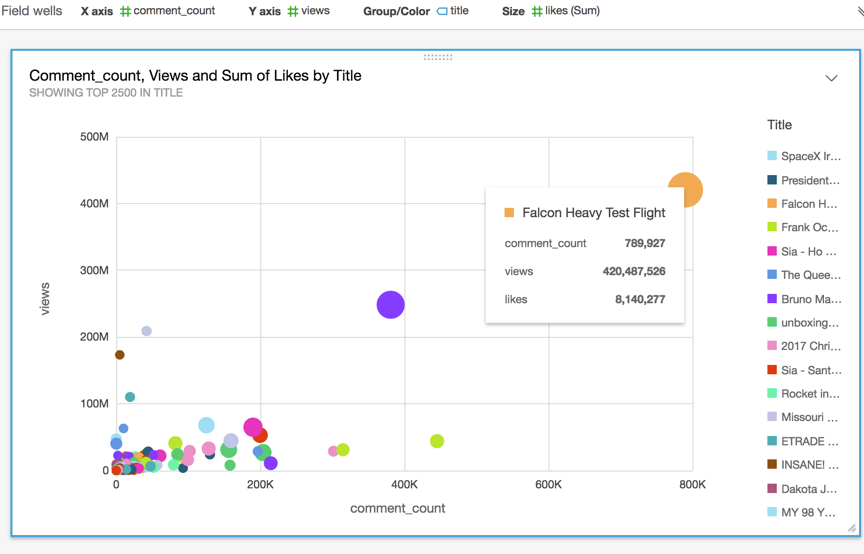 Field wells X axis comment_count Y axis views Group/Color title Size likes (Sum)
Comment_count, Views and Sum of Likes by Title
SHOWING TOP 2500 IN TITLE
Title
SpaceX Ir...
President...
Falcon H...
Frank Oc...
Sia - Ho ...
The Quee...
Bruno Ma...
unboxing...
2017 Chri...
Sia - Sant...
Rocket in...
Missouri ...
ETRADE ...
INSANE! ...
Dakota J...
MY 98 Y...
500M
400M
300M
200M
100M
0
views
Falcon Heavy Test Flight
comment_count 789,927
views 420,487,526
likes 8,140,277
0 200K 400K 600K 800K
comment_count